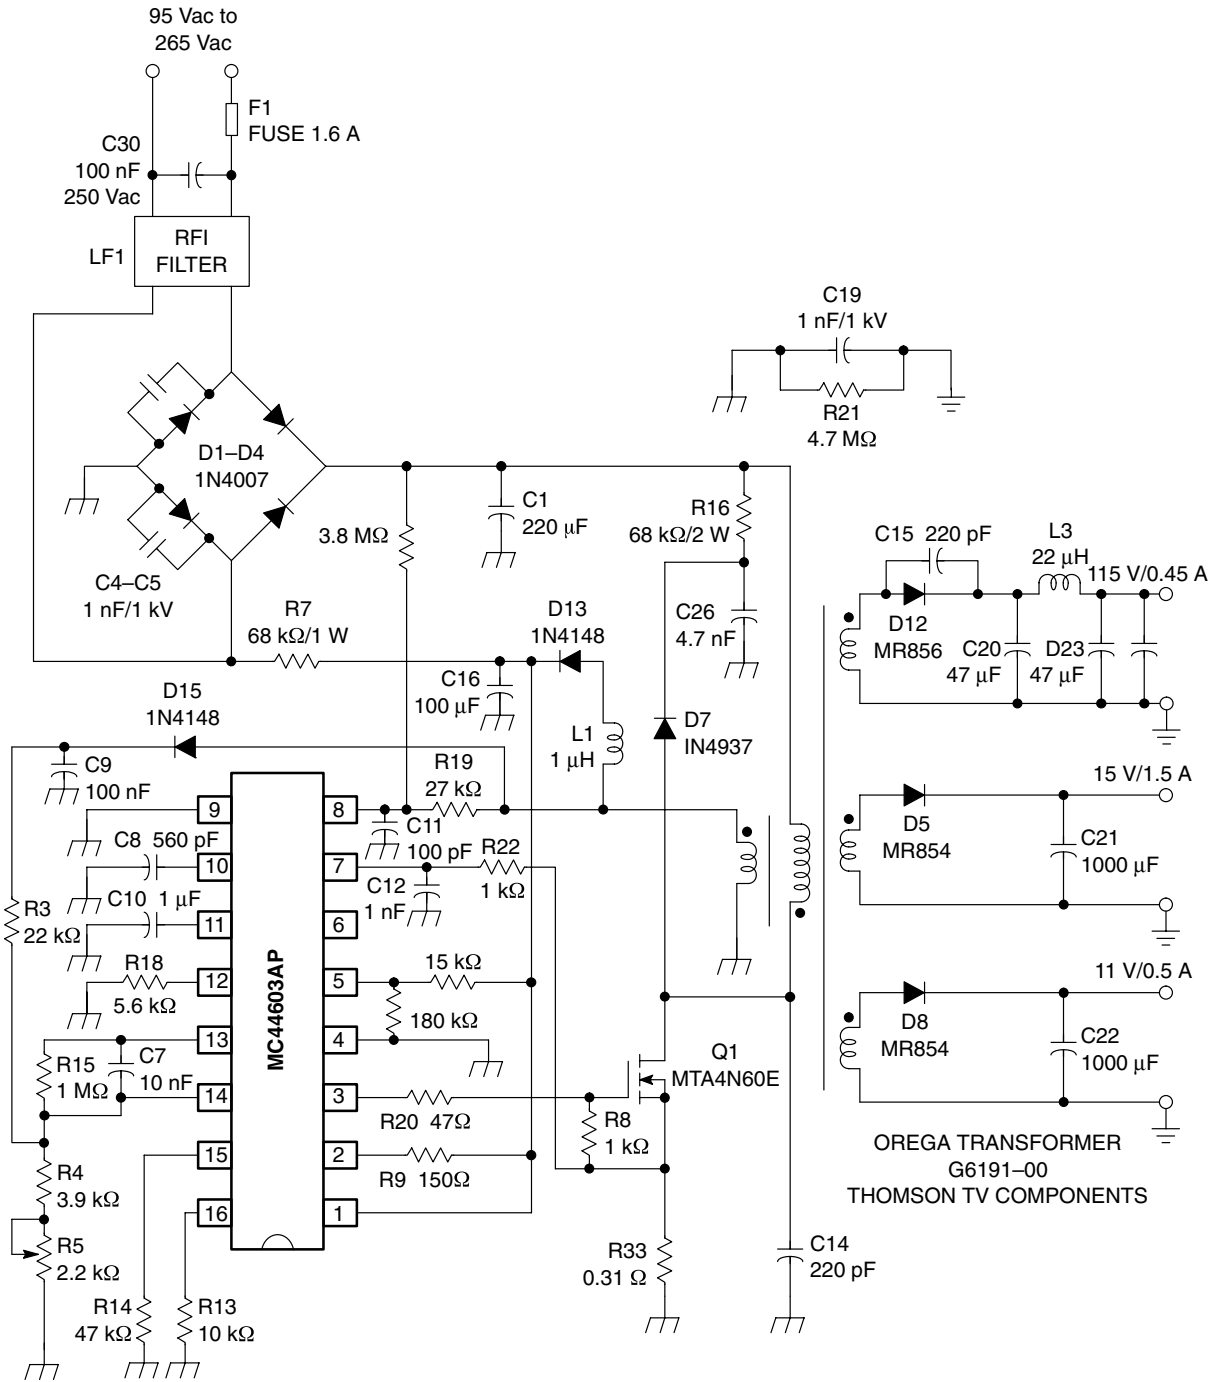 95 Vac to
265 Vac
F1
FUSE 1.6 A
C30
100 nF
250 Vac
LF1
RFI
FILTER
C19
1 nF/1 kV
R21
4.7 MΩ
D1–D4
1N4007
C4–C5
1 nF/1 kV
3.8 MΩ
C1
220 μF
R16
68 kΩ/2 W
C26
4.7 nF
R7
68 kΩ/1 W
D13
1N4148
C16
100 μF
L1
1 μH
D7
IN4937
D15
1N4148
C9
100 nF
R19
27 kΩ
C11
100 pF
R22
1 kΩ
C12
1 nF
C8 560 pF
C10 1 μF
R3
22 kΩ
R18
5.6 kΩ
R15
1 MΩ
C7
10 nF
R4
3.9 kΩ
R5
2.2 kΩ
R14
47 kΩ
R13
10 kΩ
MC44603AP
9
10
11
12
13
14
15
16
8
7
6
5
4
3
2
1
15 kΩ
180 kΩ
R20 47Ω
R9 150Ω
R8
1 kΩ
Q1
MTA4N60E
R33
0.31 Ω
C14
220 pF
C15 220 pF
L3
22 μH
115 V/0.45 A
D12
MR856
C20
47 μF
D23
47 μF
15 V/1.5 A
D5
MR854
C21
1000 μF
11 V/0.5 A
D8
MR854
C22
1000 μF
OREGA TRANSFORMER
G6191–00
THOMSON TV COMPONENTS